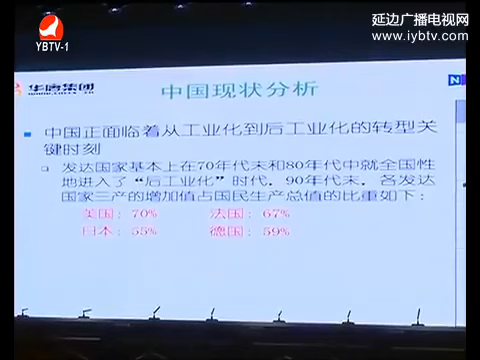 延边广播电视网
www.iybtv.com
YBTV-1
华唐集团
中国现状分析
中国正面临着从工业化到后工业化的转型关
键时刻
发达国家基本上在70年代末和80年代中就全国性
地进入了“后工业化”时代，90年代末，各发达
国家三产的增加值占国民生产总值的比重如下：
美国：70% 法国：67%
日本：55% 德国：59%